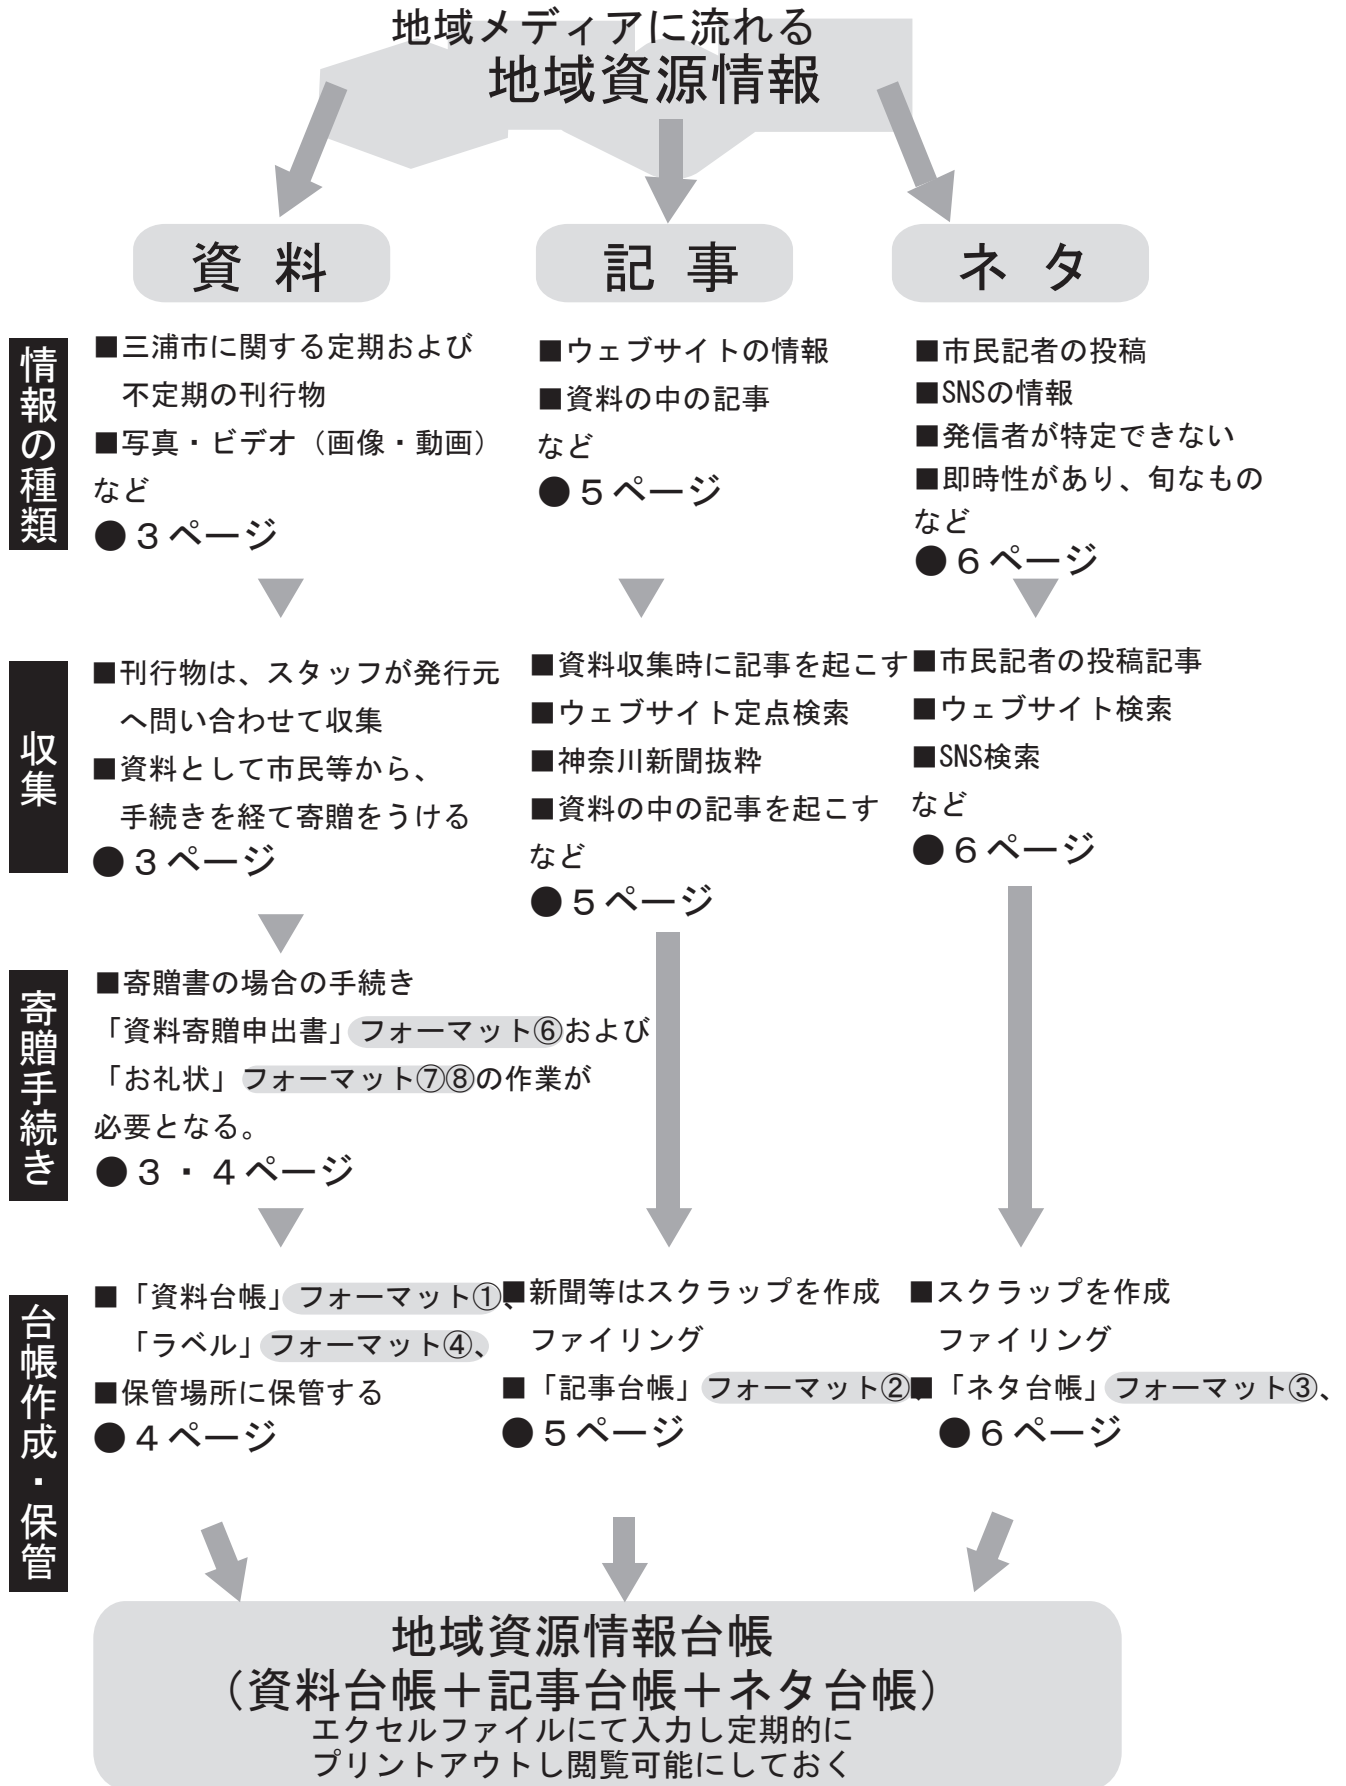 地域メディアに流れる
地域資源情報
資 料
記 事
ネ タ
情報の種類
■三浦市に関する定期および
不定期の刊行物
■写真・ビデオ（画像・動画）
など
●３ページ
■ウェブサイトの情報
■資料の中の記事
など
●５ページ
■市民記者の投稿
■SNSの情報
■発信者が特定できない
■即時性があり、旬なもの
など
●６ページ
収集
■刊行物は、スタッフが発行元
へ問い合わせて収集
■資料として市民等から、
手続きを経て寄贈をうける
●３ページ
■資料収集時に記事を起こす
■ウェブサイト定点検索
■神奈川新聞抜粋
■資料の中の記事を起こす
など
●５ページ
■市民記者の投稿記事
■ウェブサイト検索
■SNS検索
など
●６ページ
寄贈手続き
■寄贈書の場合の手続き
「資料寄贈申出書」フォーマット⑥および
「お礼状」フォーマット⑦⑧の作業が
必要となる。
●３・４ページ
台帳作成・保管
■「資料台帳」フォーマット①、
「ラベル」フォーマット④、
■保管場所に保管する
●４ページ
■新聞等はスクラップを作成
ファイリング
■「記事台帳」フォーマット②、
●５ページ
■スクラップを作成
ファイリング
■「ネタ台帳」フォーマット③、
●６ページ
地域資源情報台帳
（資料台帳＋記事台帳＋ネタ台帳）
エクセルファイルにて入力し定期的に
プリントアウトし閲覧可能にしておく